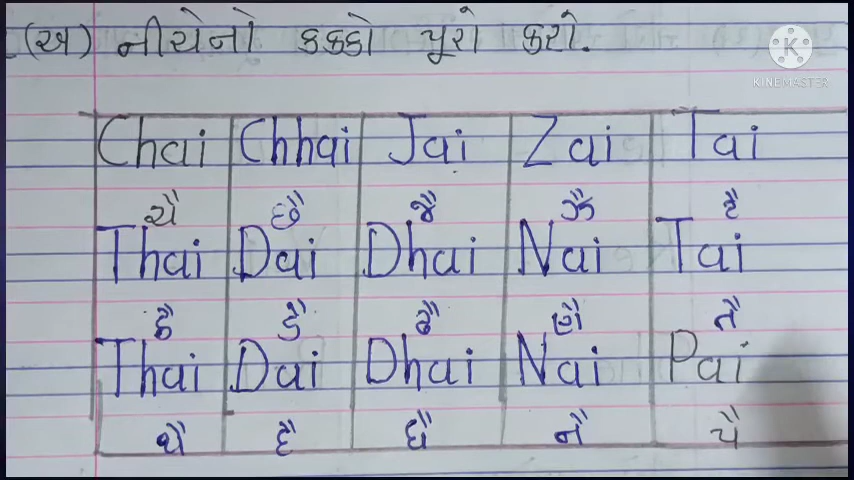 (અ) નીચેનો કક્કો પૂરો કરો.
KINEMASTER
Chai Chhai Jai Zai Tai
ચૈ છૈ જૈ ઝૈ ટૈ
Thai Dai Dhai Nai Tai
ઠૈ ડૈ ઢૈ ણૈ તૈ
Thai Dai Dhai Nai Pai
થૈ દૈ ધૈ નૈ પૈ